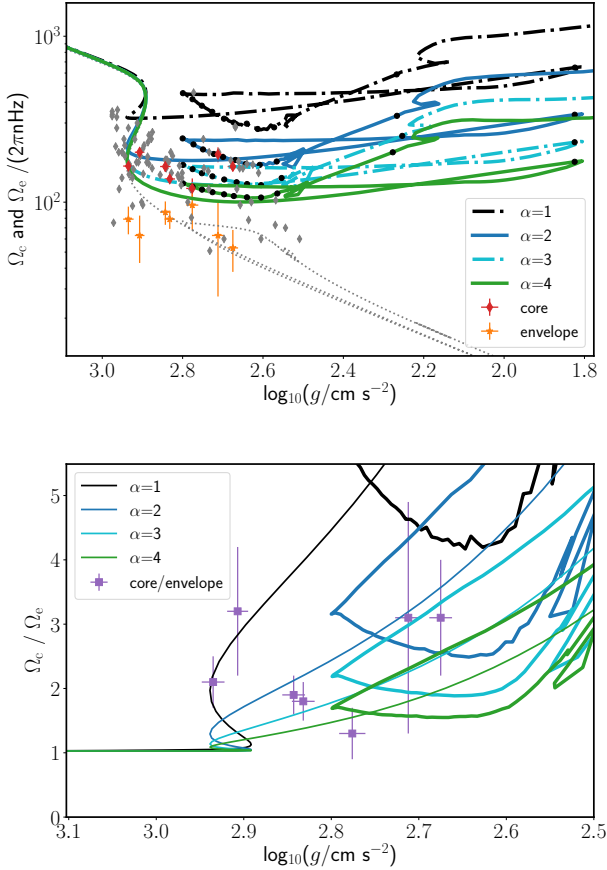 10³
10²
Ω_c and Ω_e /(2πnHz)
α=1
α=2
α=3
α=4
core
envelope
3.0 2.8 2.6 2.4 2.2 2.0 1.8
log₁₀(g/cm s⁻²)
α=1
α=2
α=3
α=4
core/envelope
5
4
3
2
1
0
Ω_c / Ω_e
3.1 3.0 2.9 2.8 2.7 2.6 2.5
log₁₀(g/cm s⁻²)